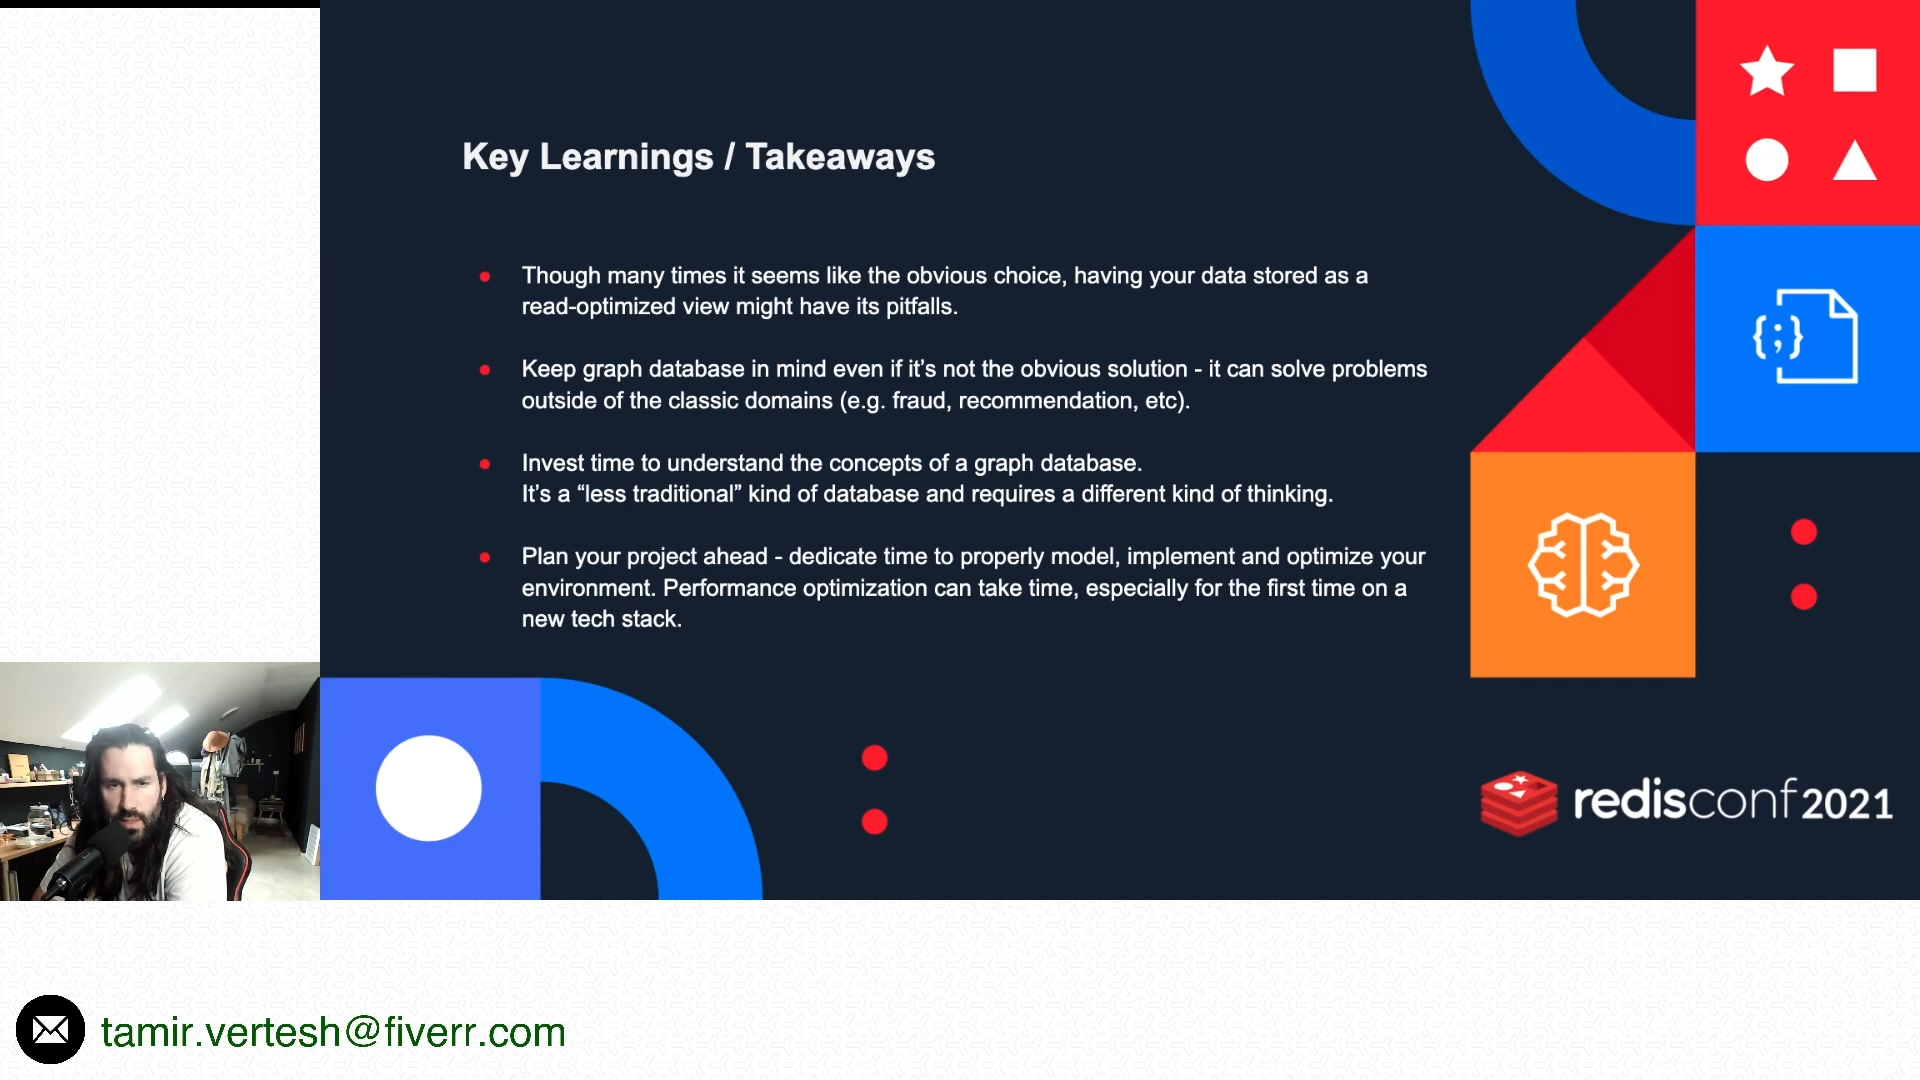 Key Learnings / Takeaways
Though many times it seems like the obvious choice, having your data stored as a
read-optimized view might have its pitfalls.
Keep graph database in mind even if it’s not the obvious solution - it can solve problems
outside of the classic domains (e.g. fraud, recommendation, etc).
Invest time to understand the concepts of a graph database.
It’s a “less traditional” kind of database and requires a different kind of thinking.
Plan your project ahead - dedicate time to properly model, implement and optimize your
environment. Performance optimization can take time, especially for the first time on a
new tech stack.
{;}
redisconf 2021
tamir.vertesh@fiverr.com